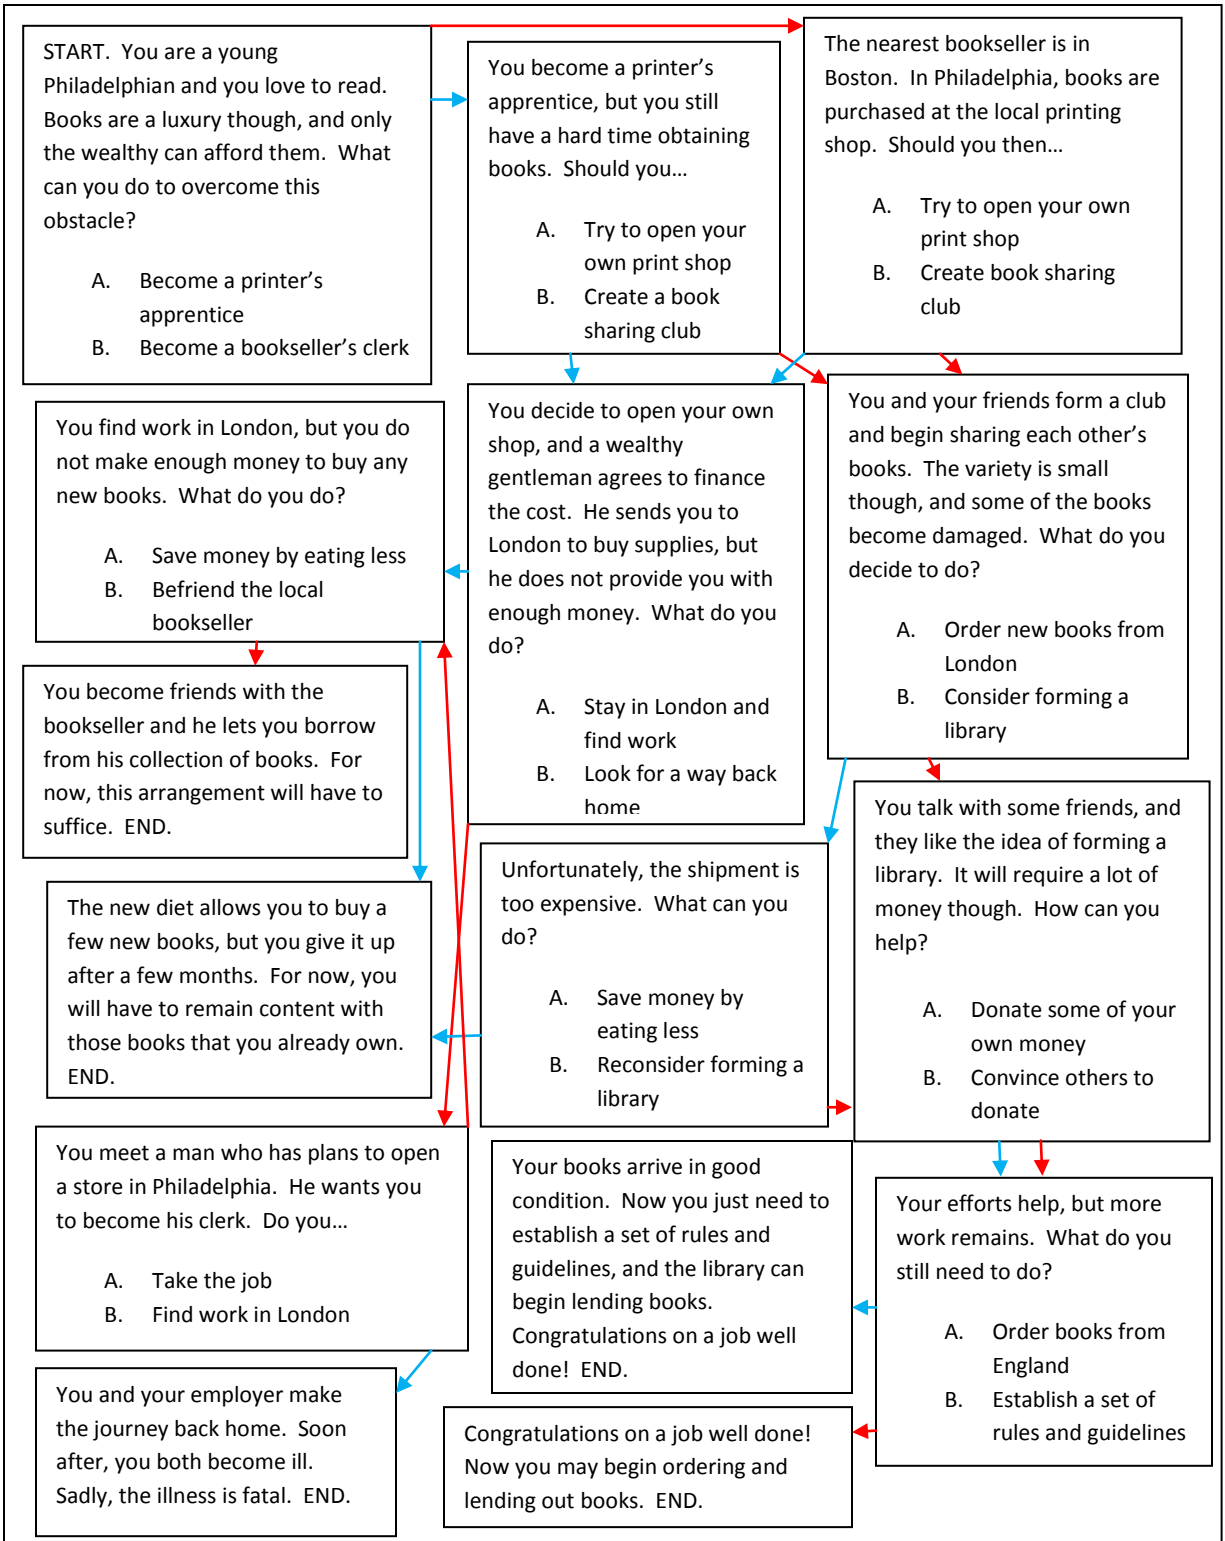 START.  You are a young
Philadelphian and you love to read.
Books are a luxury though, and only
the wealthy can afford them.  What
can you do to overcome this
obstacle?
A. Become a printer's
apprentice
B. Become a bookseller's clerk
You become a printer's
apprentice, but you still
have a hard time obtaining
books.  Should you…
A. Try to open your
own print shop
B. Create a book
sharing club
The nearest bookseller is in
Boston.  In Philadelphia, books are
purchased at the local printing
shop.  Should you then…
A. Try to open your own
print shop
B. Create book sharing
club
You find work in London, but you do
not make enough money to buy any
new books.  What do you do?
A. Save money by eating less
B. Befriend the local
bookseller
You decide to open your own
shop, and a wealthy
gentleman agrees to finance
the cost.  He sends you to
London to buy supplies, but
he does not provide you with
enough money.  What do you
do?
A. Stay in London and
find work
B. Look for a way back
home
You and your friends form a club
and begin sharing each other's
books.  The variety is small
though, and some of the books
become damaged.  What do you
decide to do?
A. Order new books from
London
B. Consider forming a
library
You become friends with the
bookseller and he lets you borrow
from his collection of books.  For
now, this arrangement will have to
suffice.  END.
The new diet allows you to buy a
few new books, but you give it up
after a few months.  For now, you
will have to remain content with
those books that you already own.
END.
Unfortunately, the shipment is
too expensive.  What can you
do?
A. Save money by
eating less
B. Reconsider forming a
library
You talk with some friends, and
they like the idea of forming a
library.  It will require a lot of
money though.  How can you
help?
A. Donate some of your
own money
B. Convince others to
donate
You meet a man who has plans to open
a store in Philadelphia.  He wants you
to become his clerk.  Do you…
A. Take the job
B. Find work in London
Your books arrive in good
condition.  Now you just need to
establish a set of rules and
guidelines, and the library can
begin lending books.
Congratulations on a job well
done!  END.
Your efforts help, but more
work remains.  What do you
still need to do?
A. Order books from
England
B. Establish a set of
rules and guidelines
You and your employer make
the journey back home.  Soon
after, you both become ill.
Sadly, the illness is fatal.  END.
Congratulations on a job well done!
Now you may begin ordering and
lending out books.  END.